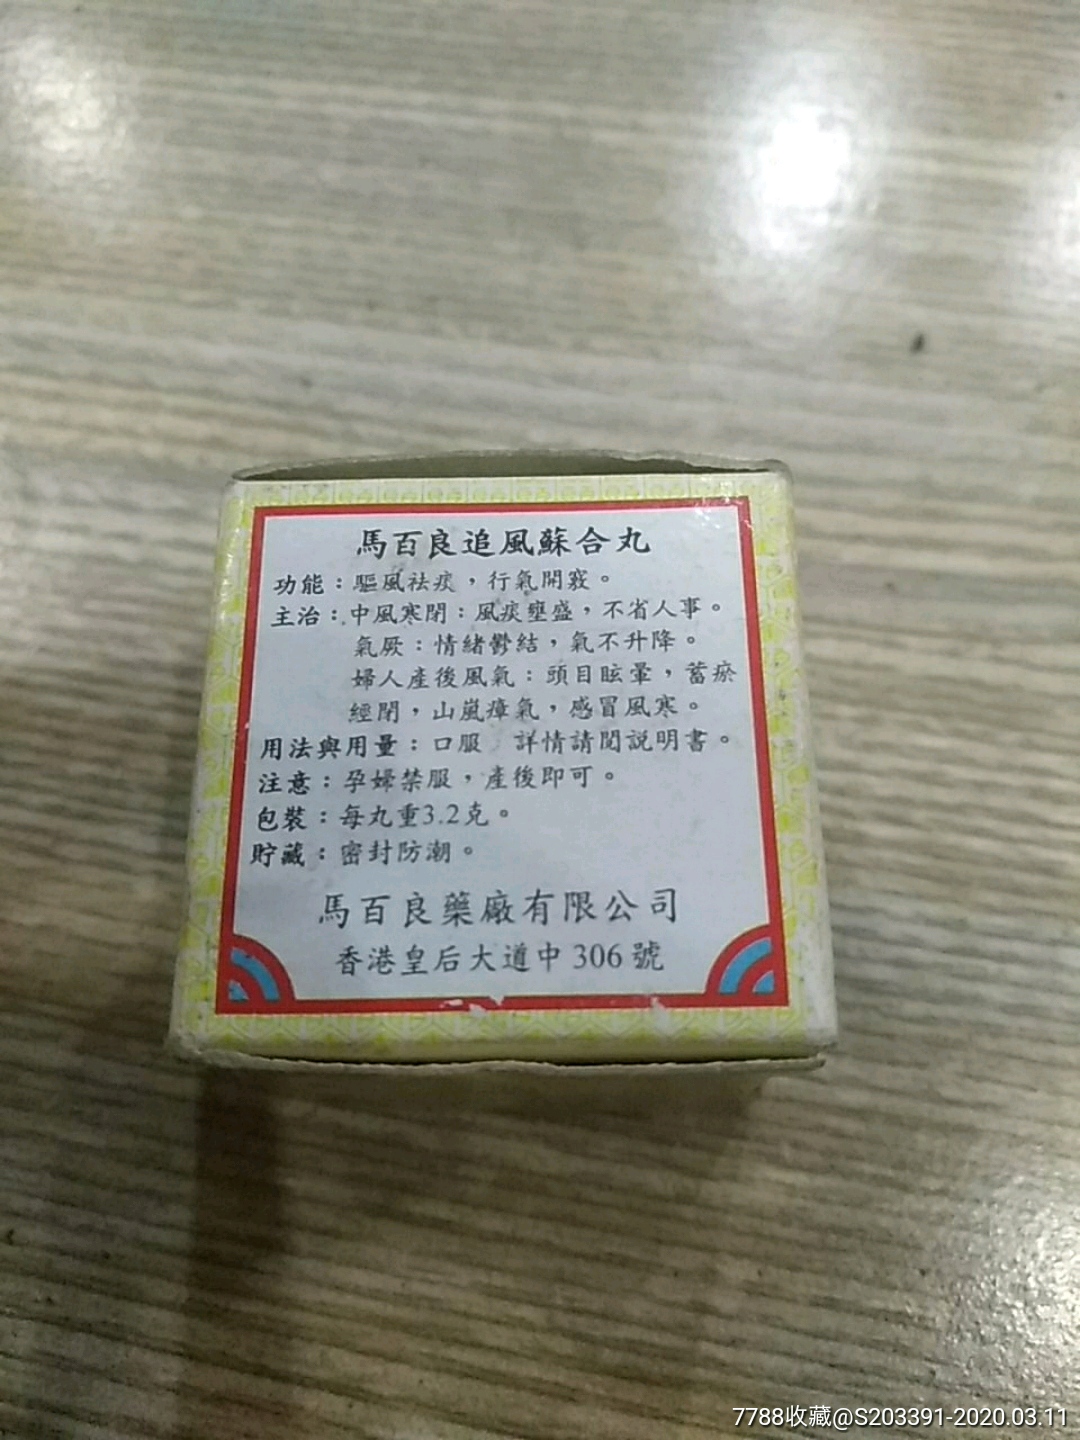 馬百良追風蘇合丸
功能：驅風祛痰，行氣開竅。
主治：中風寒閉：風痰壅盛，不省人事。
氣厥：情緒鬱結，氣不升降。
婦人產後風氣：頭目眩暈，蓄瘀
經閉，山嵐瘴氣，感冒風寒。
用法與用量：口服 詳情請閱説明書。
注意：孕婦禁服，產後即可。
包裝：每丸重3.2克。
貯藏：密封防潮。
馬百良藥廠有限公司
香港皇后大道中306號
7788收藏@S203391-2020.03.11